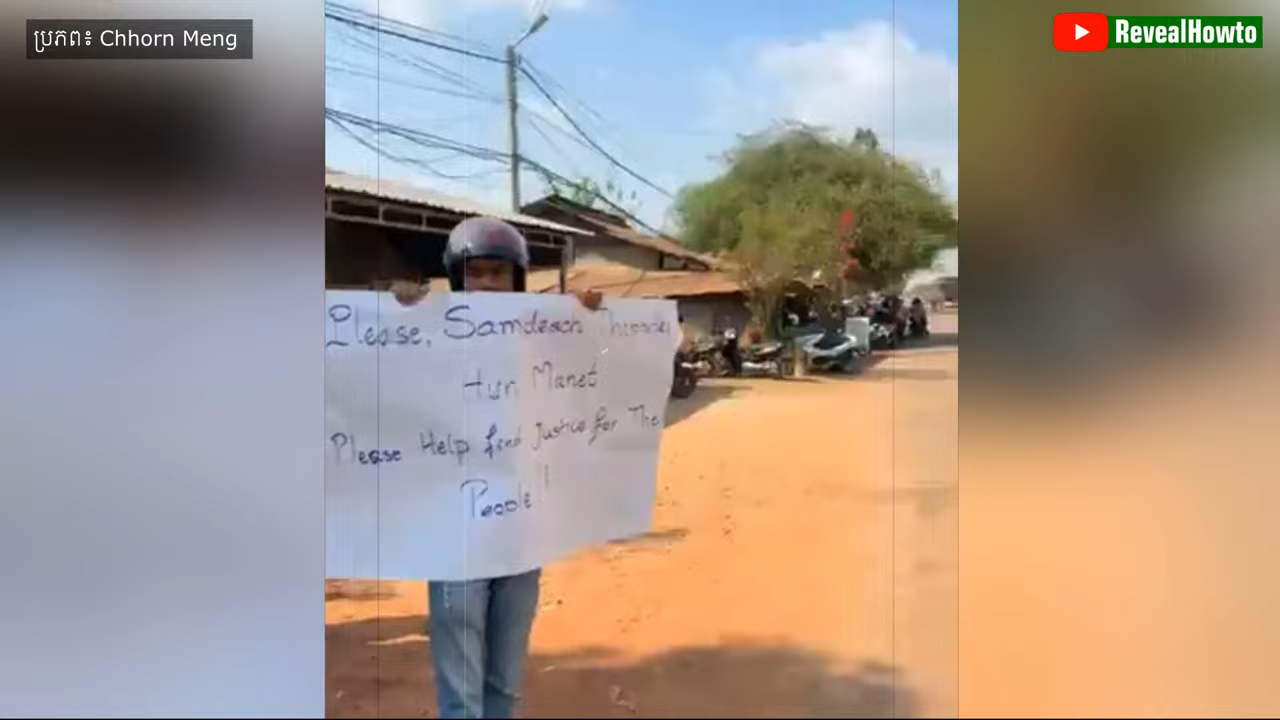 ប្រភព៖ Chhorn Meng
RevealHowto
Please, Samdech
Hun Manet
Please Help find Justice for The
People!!